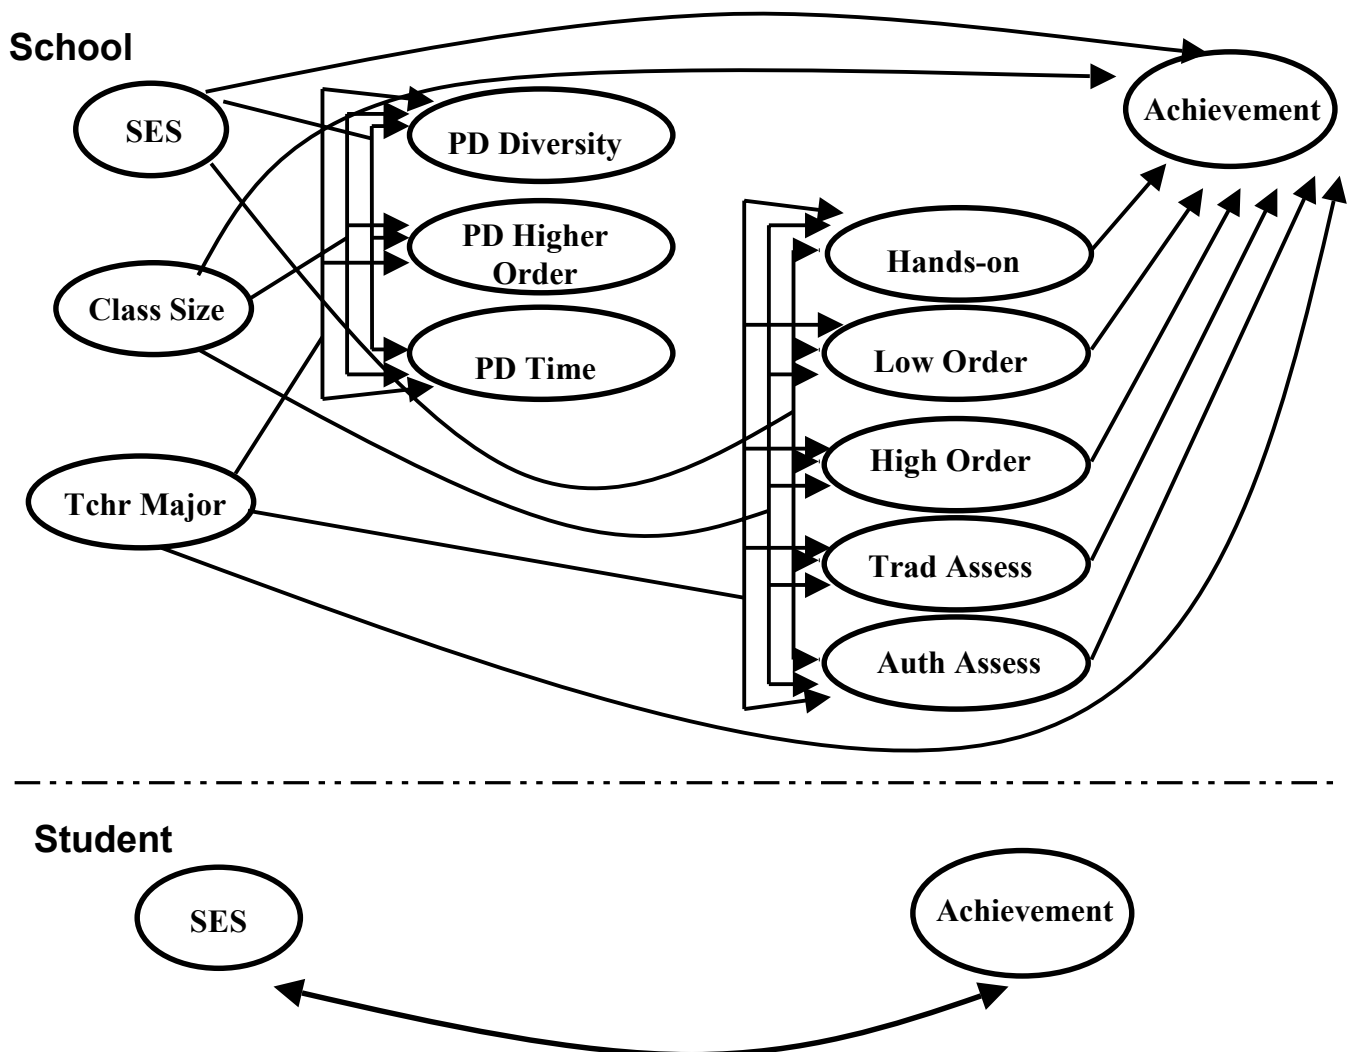 School
SES
Achievement
PD Diversity
PD Higher
Order
Hands-on
Class Size
PD Time
Low Order
High Order
Tchr Major
Trad Assess
Auth Assess
Student
SES
Achievement